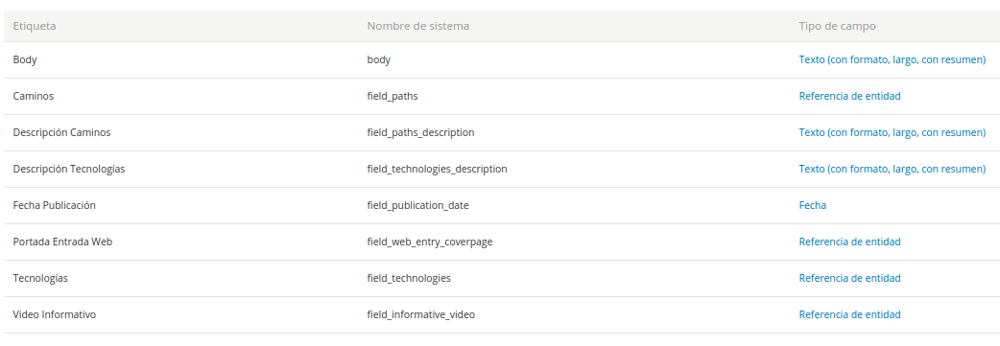 Etiqueta Nombre de sistema Tipo de campo
Body body Texto (con formato, largo, con resumen)
Caminos field_paths Referencia de entidad
Descripción Caminos field_paths_description Texto (con formato, largo, con resumen)
Descripción Tecnologías field_technologies_description Texto (con formato, largo, con resumen)
Fecha Publicación field_publication_date Fecha
Portada Entrada Web field_web_entry_coverpage Referencia de entidad
Tecnologías field_technologies Referencia de entidad
Video Informativo field_informative_video Referencia de entidad